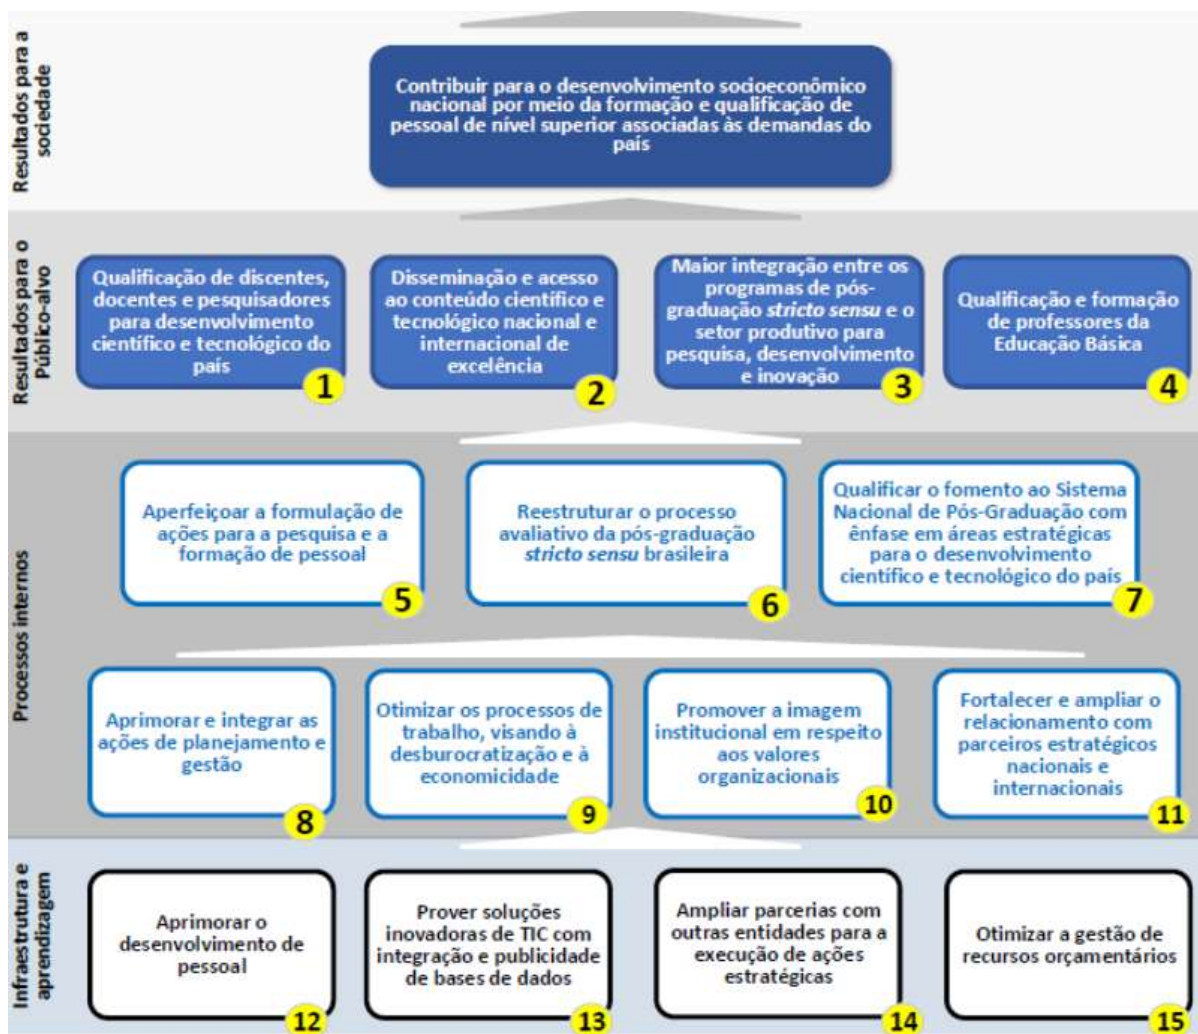 Resultados para a
sociedade
Contribuir para o desenvolvimento socioeconômico
nacional por meio da formação e qualificação de
pessoal de nível superior associadas às demandas do
país
Resultados para o
Público-alvo
Qualificação de discentes,
docentes e pesquisadores
para desenvolvimento
científico e tecnológico do
país
1
Disseminação e acesso
ao conteúdo científico e
tecnológico nacional e
internacional de
excelência
2
Maior integração entre os
programas de pós-
graduação stricto sensu e o
setor produtivo para
pesquisa, desenvolvimento
e inovação
3
Qualificação e formação
de professores da
Educação Básica
4
Processos internos
Aperfeiçoar a formulação de
ações para a pesquisa e a
formação de pessoal
5
Reestruturar o processo
avaliativo da pós-graduação
stricto sensu brasileira
6
Qualificar o fomento ao Sistema
Nacional de Pós-Graduação com
ênfase em áreas estratégicas
para o desenvolvimento
científico e tecnológico do país
7
Aprimorar e integrar as
ações de planejamento e
gestão
8
Otimizar os processos de
trabalho, visando à
desburocratização e à
economicidade
9
Promover a imagem
institucional em respeito
aos valores
organizacionais
10
Fortalecer e ampliar o
relacionamento com
parceiros estratégicos
nacionais e
internacionais
11
Infraestrutura e
aprendizagem
Aprimorar o
desenvolvimento de
pessoal
12
Prover soluções
inovadoras de TIC com
integração e publicidade
de bases de dados
13
Ampliar parcerias com
outras entidades para a
execução de ações
estratégicas
14
Otimizar a gestão de
recursos orçamentários
15